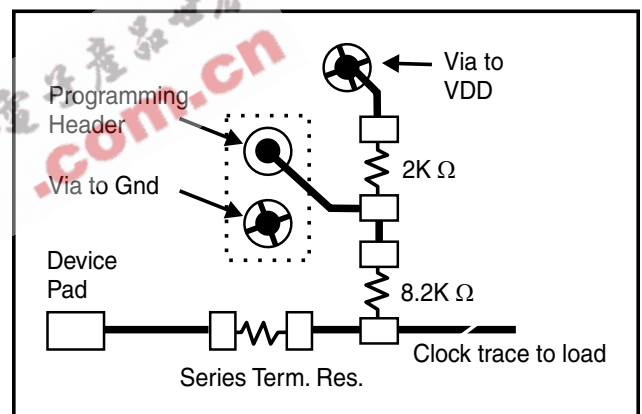 Via to
VDD
Programming
Header
2K Ω
Via to Gnd
Device
Pad
8.2K Ω
Clock trace to load
Series Term. Res.
.com.cn